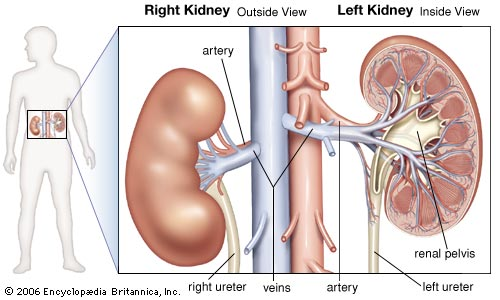 Right Kidney Outside View
Left Kidney Inside View
artery
renal pelvis
right ureter
veins
artery
left ureter
© 2006 Encyclopædia Britannica, Inc.